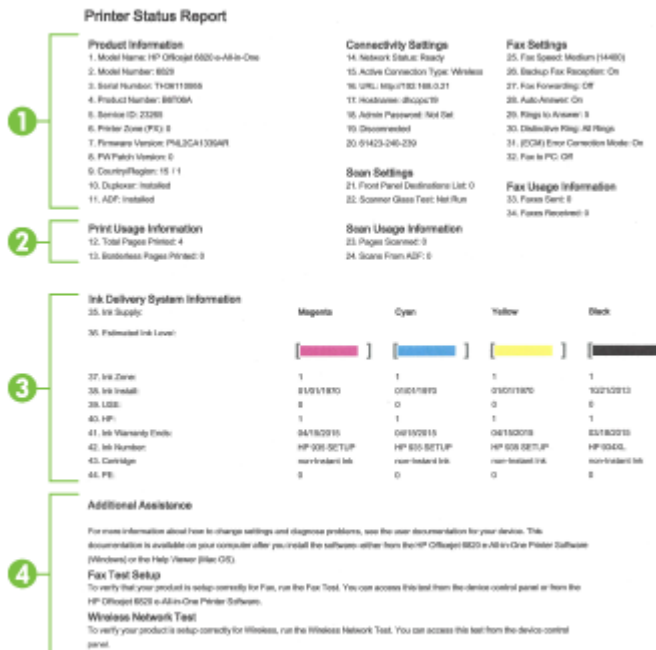 Printer Status Report
1
Product Information
1. Model Name: HP Officejet 6820 e-All-in-One
2. Model Number: 6820
3. Serial Number:
4. Product Number: B6T06A
5. Service ID: 23265
6. Printer Zone (PS): 0
7. Firmware Version:
8. FW Patch Version: 0
9. Country/Region: 15 / 1
10. Duplexer: Installed
11. ADF: Installed
Connectivity Settings
14. Network Status: Ready
15. Active Connection Type: Wireless
16. URL: http://192.168.0.21
17. Hostname:
18. Admin Password: Not Set
19. Disconnected
20. 61423-240-239
Scan Settings
21. Front Panel Destinations List: 0
22. Scanner Glass Test: Not Run
Fax Settings
25. Fax Speed: Medium (14400)
26. Backup Fax Reception: On
27. Fax Forwarding: Off
28. Auto Answer: On
29. Rings to Answer: 5
30. Distinctive Ring: All Rings
31. (ECM) Error Correction Mode: On
32. Fax to PC: Off
Fax Usage Information
33. Faxes Sent: 0
34. Faxes Received: 0
2
Print Usage Information
12. Total Pages Printed: 4
13. Borderless Pages Printed: 0
Scan Usage Information
23. Pages Scanned: 0
24. Scans From ADF: 0
3
Ink Delivery System Information
35. Ink Supply: Magenta Cyan Yellow Black
36. Estimated Ink Level:
37. Ink Zone: 1 1 1 1
38. Ink Install: 01/01/1970 01/01/1970 01/01/1970 10/21/2013
39. UGS: 0 0 0 0
40. HP: 1 1 1 1
41. Ink Warranty Ends: 04/15/2015 04/15/2015 04/15/2015 03/18/2015
42. Ink Number: HP 935 SETUP HP 935 SETUP HP 935 SETUP HP 934XL
43. Cartridge: non-Instant Ink non-Instant Ink non-Instant Ink non-Instant Ink
44. PE: 0 0 0 0
4
Additional Assistance
For more information about how to change settings and diagnose problems, see the user documentation for your device. This
documentation is available on your computer after you install the software-either from the HP Officejet 6820 e-All-in-One Printer Software
(Windows) or the Help Viewer (Mac OS).
Fax Test Setup
To verify that your product is setup correctly for Fax, run the Fax Test. You can access this test from the device control panel or from the
HP Officejet 6820 e-All-in-One Printer Software.
Wireless Network Test
To verify your product is setup correctly for Wireless, run the Wireless Network Test. You can access this test from the device control
panel.